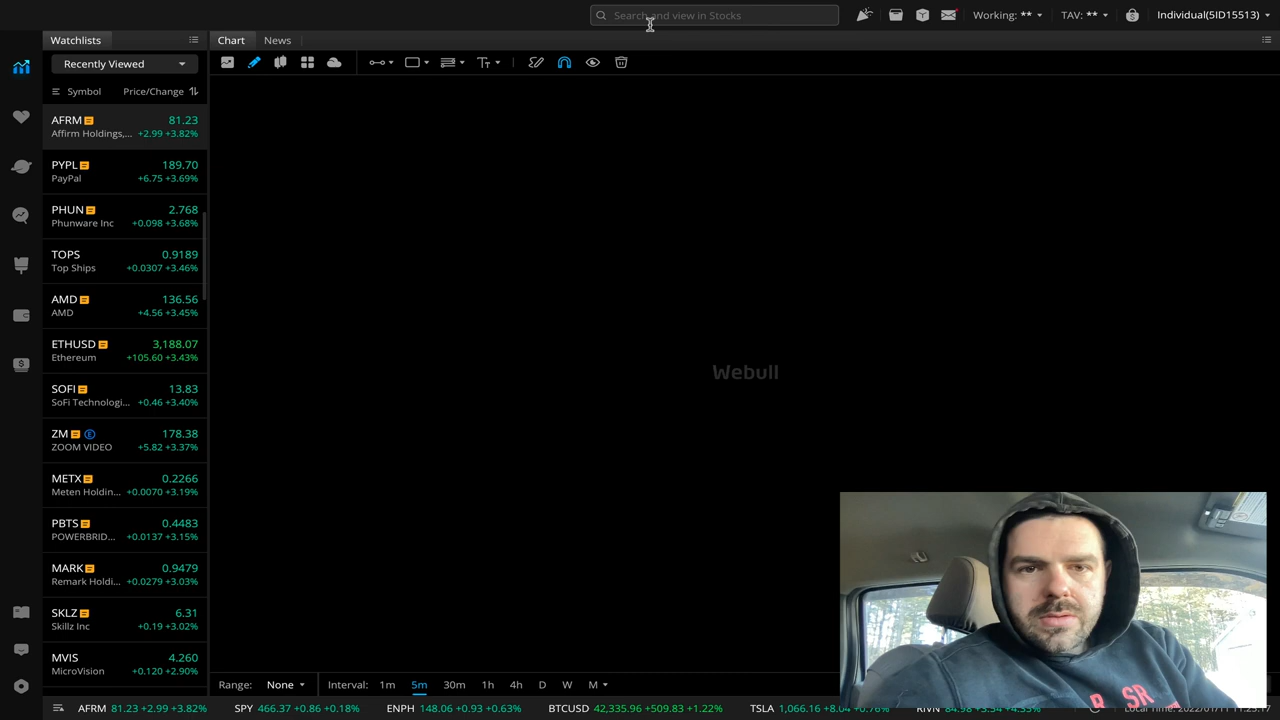 Search and view in Stocks
Working: **
TAV: **
Individual(5ID15513)
Watchlists
Chart
News
Recently Viewed
Symbol
Price/Change
AFRM 81.23
Affirm Holdings,... +2.99 +3.82%
PYPL 189.70
PayPal +6.75 +3.69%
PHUN 2.768
Phunware Inc +0.098 +3.68%
TOPS 0.9189
Top Ships +0.0307 +3.46%
AMD 136.56
AMD +4.56 +3.45%
ETHUSD 3,188.07
Ethereum +105.60 +3.43%
SOFI 13.83
SoFi Technologi... +0.46 +3.40%
ZM E 178.38
ZOOM VIDEO +5.82 +3.37%
METX 0.2266
Meten Holdin... +0.0070 +3.19%
PBTS 0.4483
POWERBRID... +0.0137 +3.15%
MARK 0.9479
Remark Holdi... +0.0279 +3.03%
SKLZ 6.31
Skillz Inc +0.19 +3.02%
MVIS 4.260
MicroVision +0.120 +2.90%
Webull
Range: None Interval: 1m 5m 30m 1h 4h D W M
AFRM 81.23 +2.99 +3.82% SPY 466.37 +0.86 +0.18% ENPH 148.06 +0.93 +0.63% BTCUSD 42,335.96 +509.83 +1.22% TSLA 1,066.16 +8.04 +0.76% RIVN